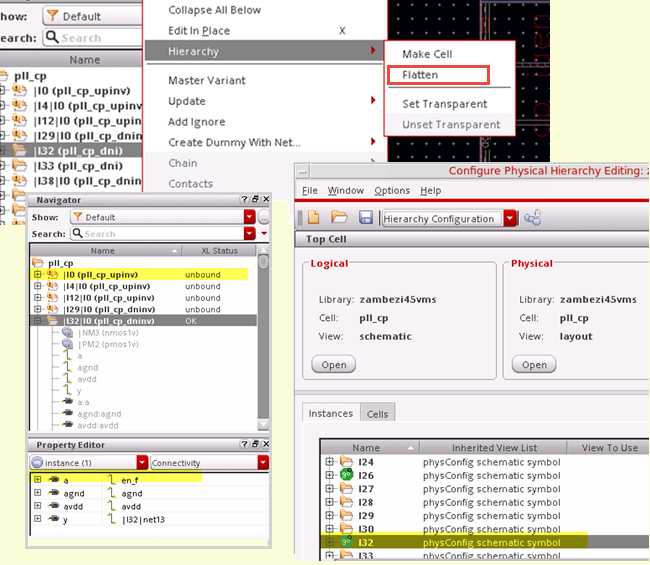 how:
Default
earch:
Search
Name
pll_cp
|I0 (pll_cp_upinv)
|I4|I0 (pll_cp_upinv)
|I12|I0 (pll_cp_upinv)
|I29|I0 (pll_cp_dninv)
|I32 (pll_cp_dni)
|I33 (pll_cp_dni)
|I38|I0 (pll_cp_dninv
Collapse All Below
Edit In Place X
Hierarchy
Master Variant
Update
Add Ignore
Create Dummy With Net...
Chain
Contacts
Make Cell
Flatten
Set Transparent
Unset Transparent
Navigator
Show: Default
Search: Search
Name XL Status
pll_cp
|I0 (pll_cp_upinv) unbound
|I4|I0 (pll_cp_upinv) unbound
|I12|I0 (pll_cp_upinv) unbound
|I29|I0 (pll_cp_dninv) unbound
|I32|I0 (pll_cp_dninv) OK
|NM3 (nmos1v)
|PM2 (pmos1v)
a
agnd
avdd
y
a:a
agnd:agnd
avdd:avdd
Property Editor
instance (1) Connectivity
a en_f
agnd agnd
avdd avdd
y |I32|net13
Configure Physical Hierarchy Editing: z
File Window Options Help
Hierarchy Configuration
Top Cell
Logical
Library: zambezi45vms
Cell: pll_cp
View: schematic
Open
Physical
Library: zambezi45vms
Cell: pll_cp
View: layout
Open
Instances Cells
Name Inherited View List View To Use
I24 physConfig schematic symbol
I26 physConfig schematic symbol
I27 physConfig schematic symbol
I28 physConfig schematic symbol
I29 physConfig schematic symbol
I30 physConfig schematic symbol
I32 physConfig schematic symbol
I33 physConfig schematic symbol